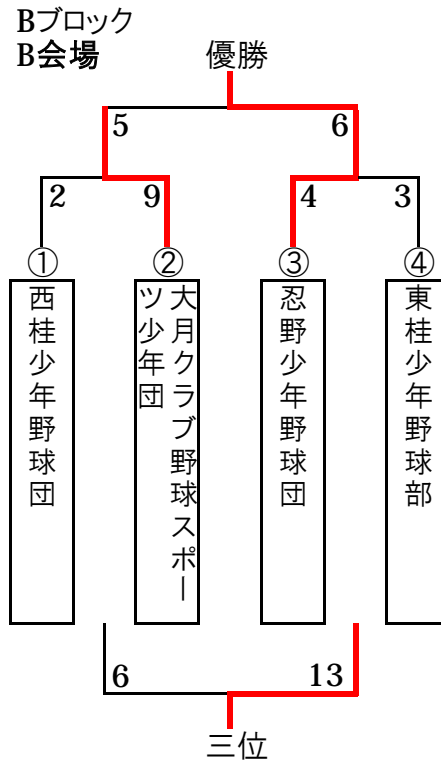 Bブロック
B会場
優勝
5 6
2 9 4 3
① ② ③ ④
西桂少年野球団
大月クラブ野球スポー
ツ少年団
忍野少年野球団
東桂少年野球部
6 13
三位